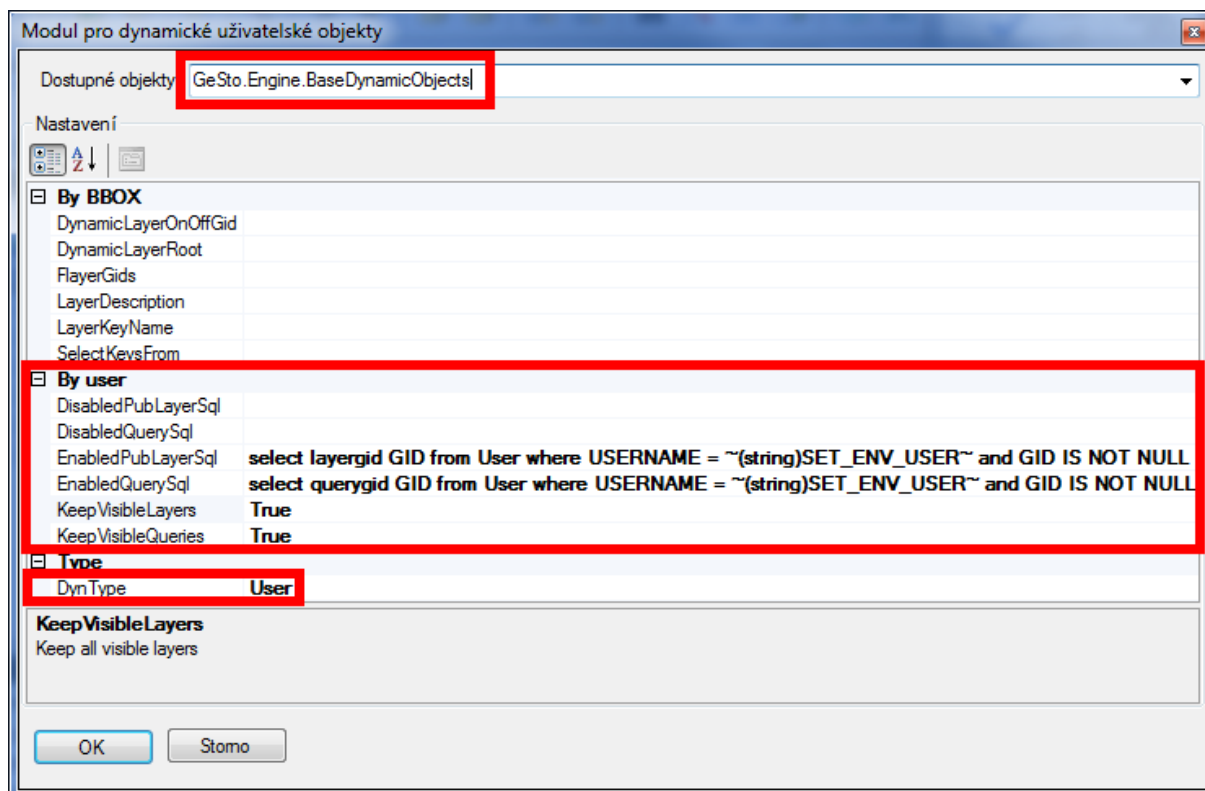 Modul pro dynamické uživatelské objekty
Dostupné objekty GeSto.Engine.BaseDynamicObjects
Nastavení
By BBOX
DynamicLayerOnOffGid
DynamicLayerRoot
FlayerGids
LayerDescription
LayerKeyName
SelectKeysFrom
By user
DisabledPubLayerSql
DisabledQuerySql
EnabledPubLayerSql select layergid GID from User where USERNAME = ~(string)SET_ENV_USER~ and GID IS NOT NULL
EnabledQuerySql select querygid GID from User where USERNAME = ~(string)SET_ENV_USER~ and GID IS NOT NULL
KeepVisibleLayers True
KeepVisibleQueries True
Type
DynType User
KeepVisibleLayers
Keep all visible layers
OK Storno